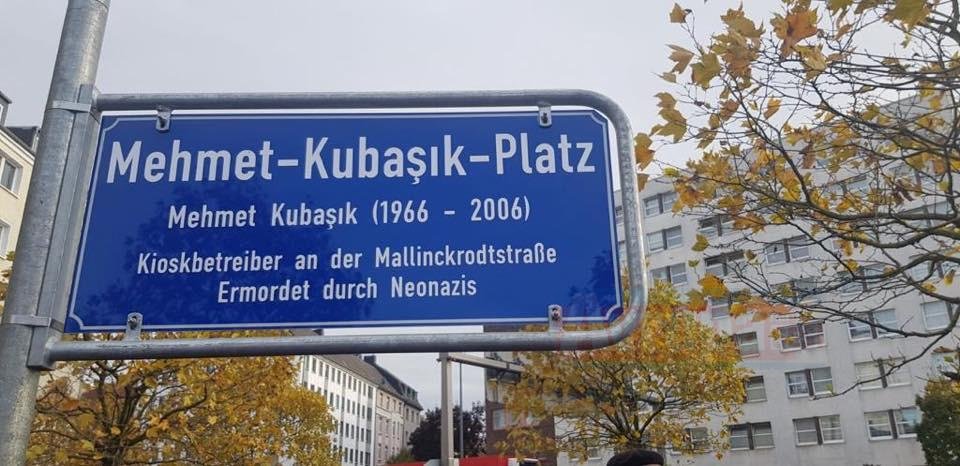 Mehmet-Kubaşık-Platz
Mehmet Kubaşık (1966 - 2006)
Kioskbetreiber an der Mallinckrodtstraße
Ermordet durch Neonazis